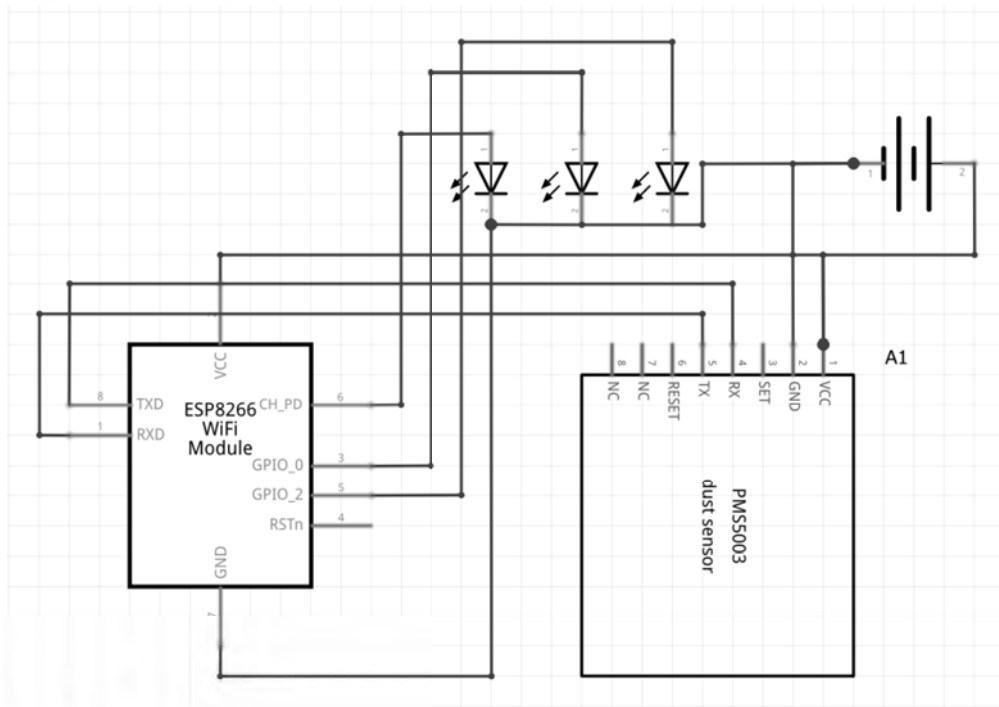 1
1
1
2
2
2
1
2
8
7
6
5
4
3
2
1
A1
NC
NC
RESET
TX
RX
SET
GND
VCC
VCC
8
TXD
1
RXD
ESP8266
WiFi
Module
CH_PD
6
GPIO_0
3
GPIO_2
5
RSTn
4
GND
7
PMS5003
dust sensor